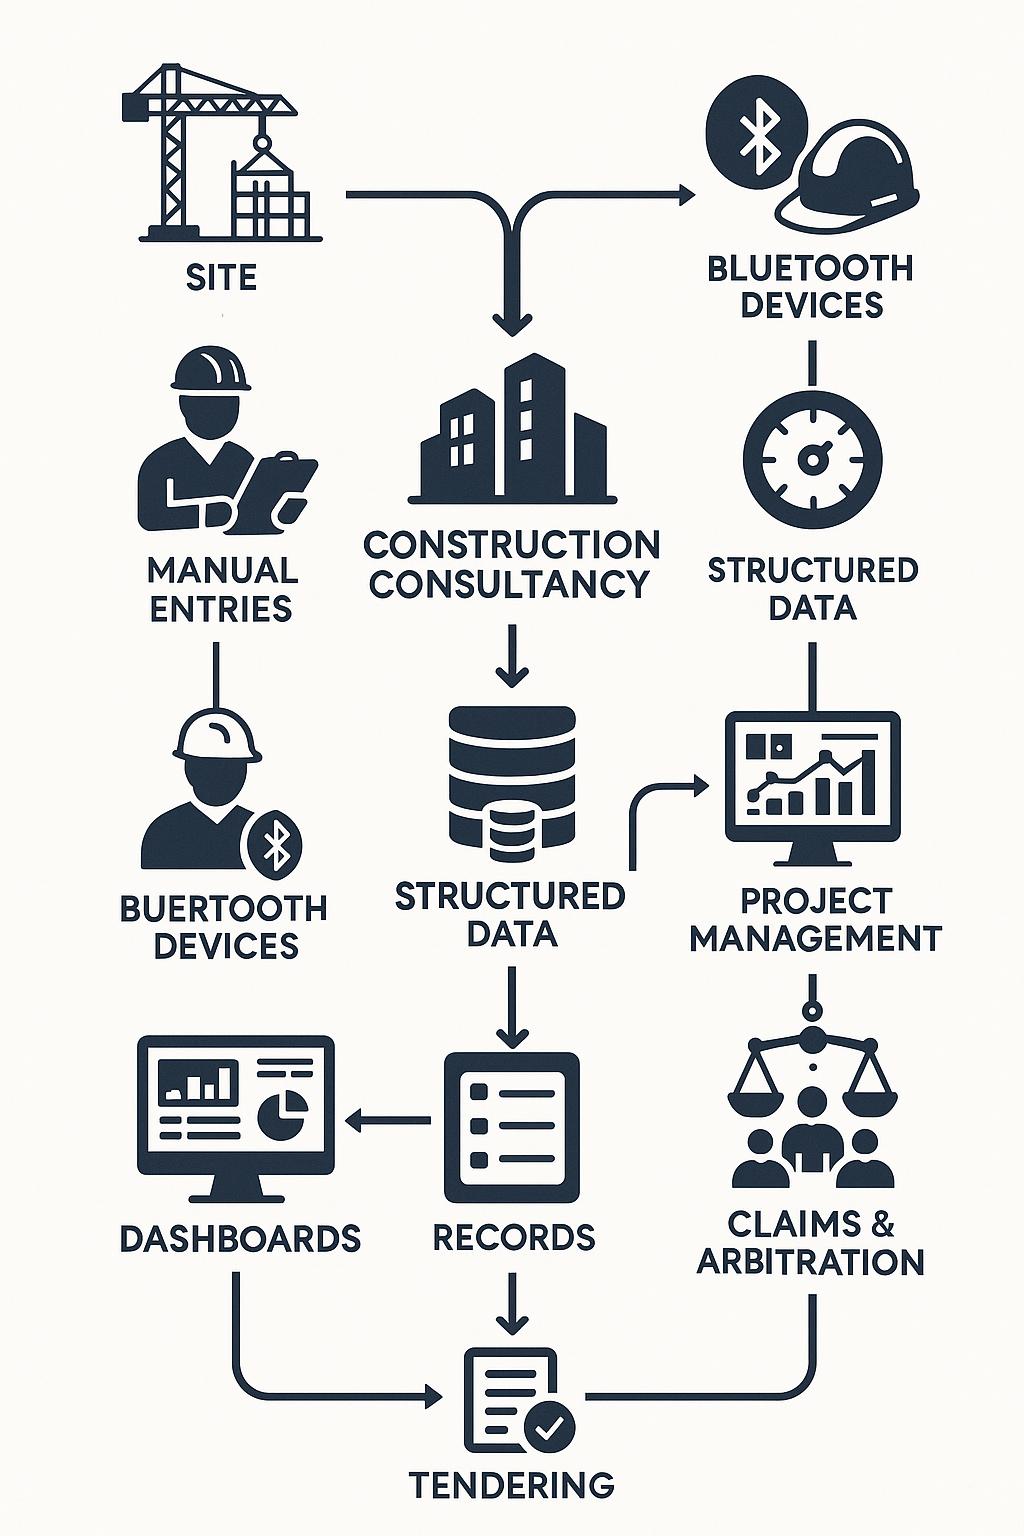 SITE
BLUETOOTH
DEVICES
MANUAL
ENTRIES
CONSTRUCTION
CONSULTANCY
STRUCTURED
DATA
BUERTOOTH
DEVICES
STRUCTURED
DATA
PROJECT
MANAGEMENT
DASHBOARDS
RECORDS
CLAIMS &
ARBITRATION
TENDERING